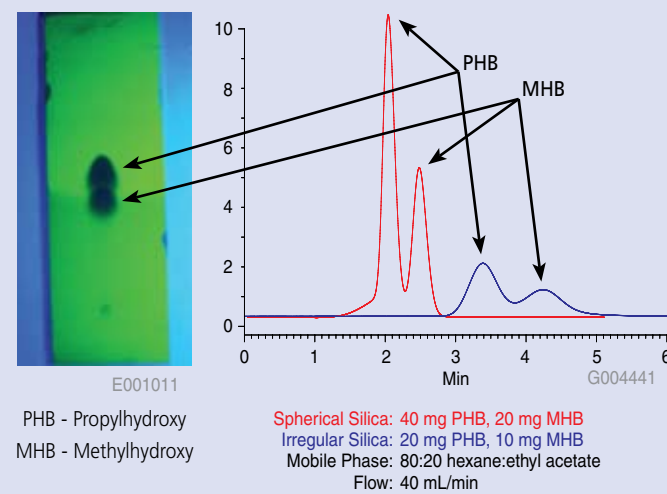 10
8
6
4
2
0
PHB
MHB
0 1 2 3 4 5 6
Min
E001011
G004441
PHB - Propylhydroxy
MHB - Methylhydroxy
Spherical Silica: 40 mg PHB, 20 mg MHB
Irregular Silica: 20 mg PHB, 10 mg MHB
Mobile Phase: 80:20 hexane:ethyl acetate
Flow: 40 mL/min